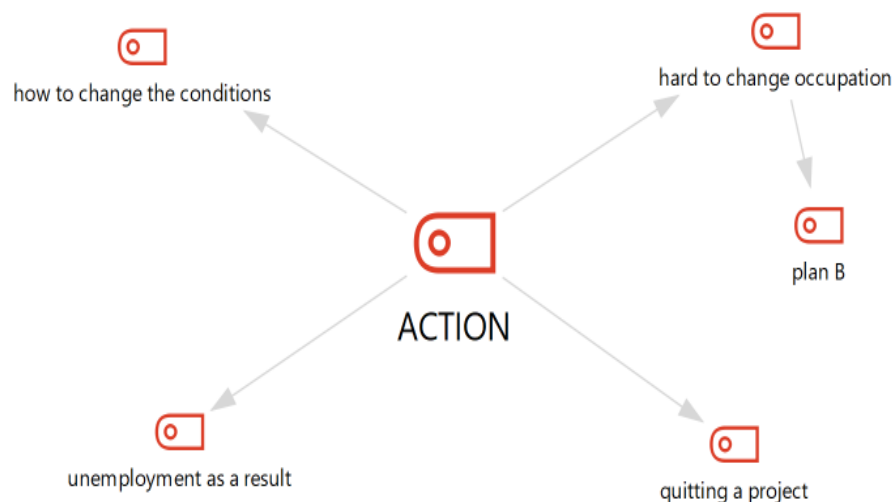 how to change the conditions
hard to change occupation
plan B
ACTION
unemployment as a result
quitting a project